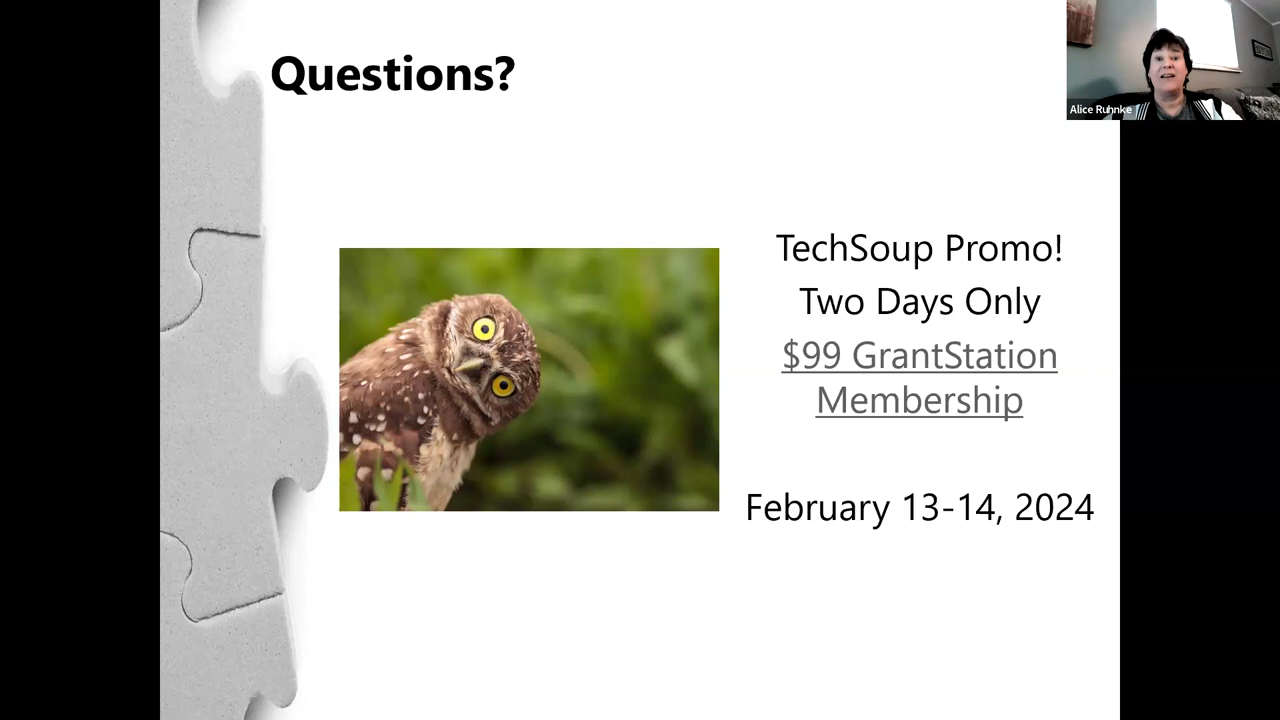 Questions?
Alice Ruhnke
TechSoup Promo!
Two Days Only
$99 GrantStation
Membership
February 13-14, 2024